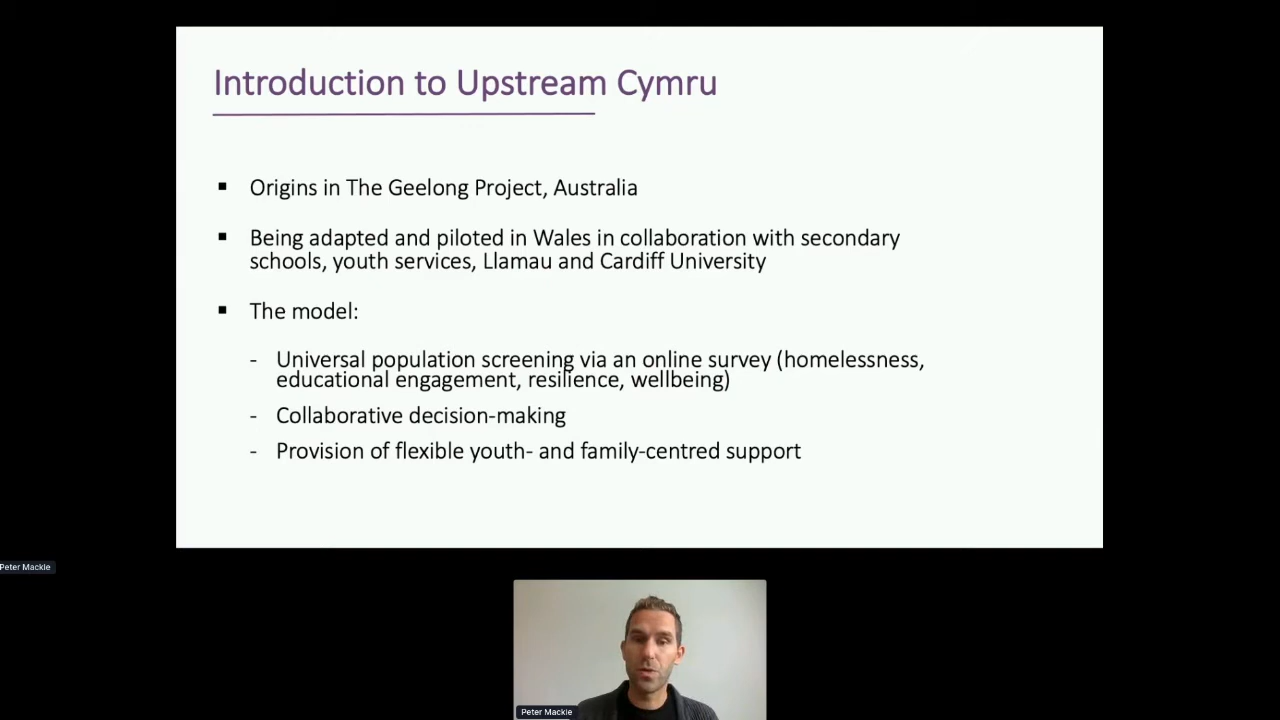 Introduction to Upstream Cymru
▪ Origins in The Geelong Project, Australia
▪ Being adapted and piloted in Wales in collaboration with secondary
schools, youth services, Llamau and Cardiff University
▪ The model:
- Universal population screening via an online survey (homelessness,
educational engagement, resilience, wellbeing)
- Collaborative decision-making
- Provision of flexible youth- and family-centred support
Peter Mackie
Peter Mackie